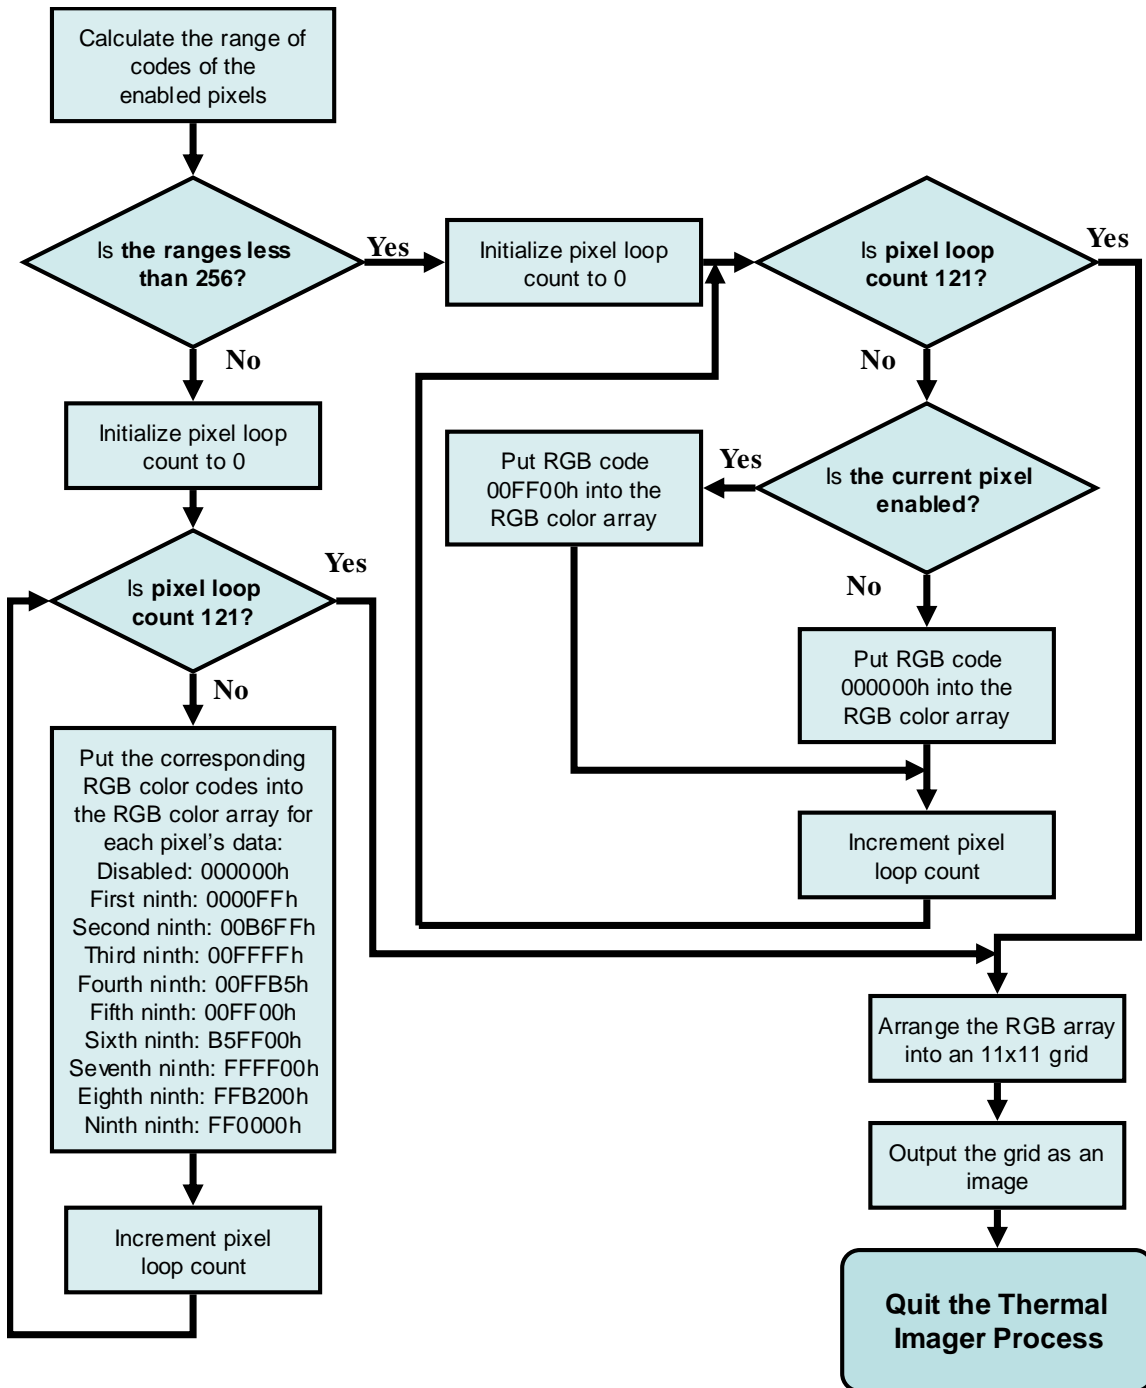 Calculate the range of
codes of the
enabled pixels
Is the ranges less
than 256?
Yes
Initialize pixel loop
count to 0
Is pixel loop
count 121?
Yes
No
No
Initialize pixel loop
count to 0
Put RGB code
00FF00h into the
RGB color array
Yes
Is the current pixel
enabled?
No
Is pixel loop
count 121?
Yes
No
Put RGB code
000000h into the
RGB color array
Put the corresponding
RGB color codes into
the RGB color array for
each pixel’s data:
Disabled: 000000h
First ninth: 0000FFh
Second ninth: 00B6FFh
Third ninth: 00FFFFh
Fourth ninth: 00FFB5h
Fifth ninth: 00FF00h
Sixth ninth: B5FF00h
Seventh ninth: FFFF00h
Eighth ninth: FFB200h
Ninth ninth: FF0000h
Increment pixel
loop count
Arrange the RGB array
into an 11x11 grid
Output the grid as an
image
Increment pixel
loop count
Quit the Thermal
Imager Process